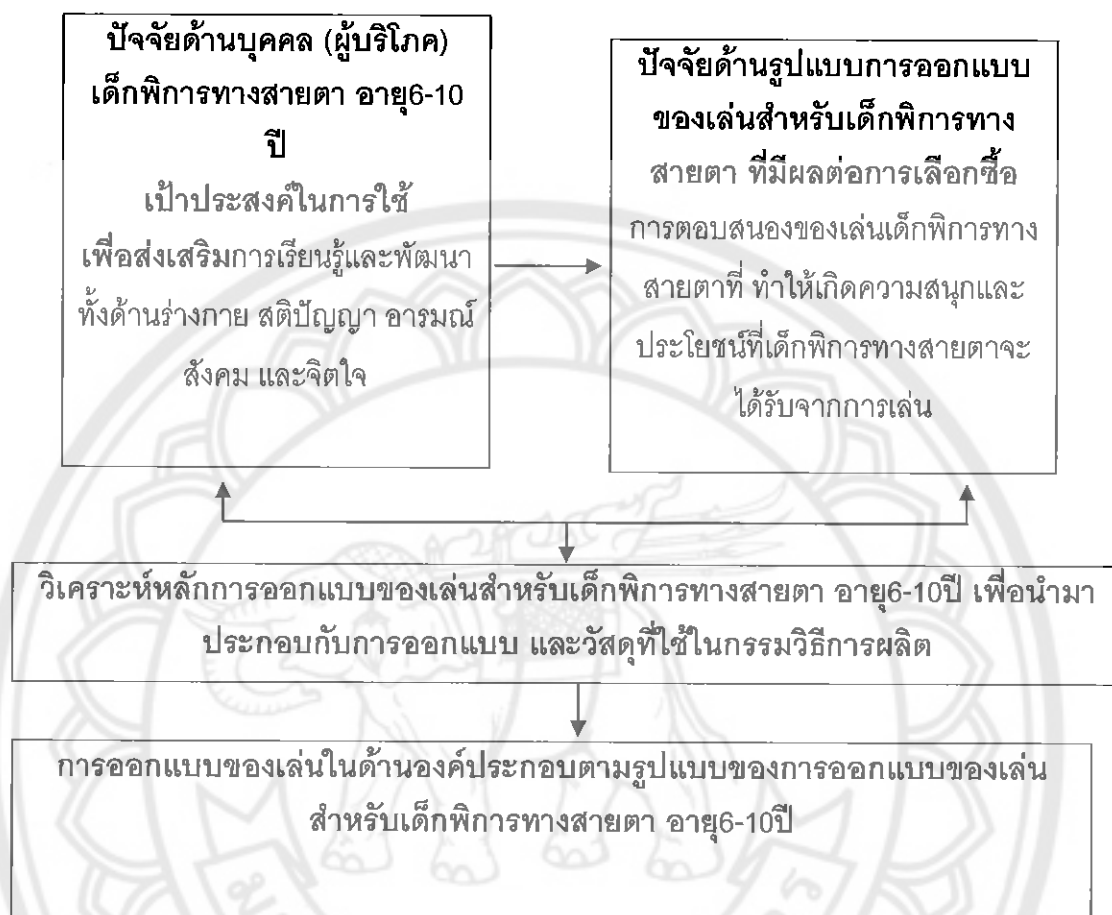 ปัจจัยด้านบุคคล (ผู้บริโภค)
เด็กพิการทางสายตา อายุ6-10
ปี
เป้าประสงค์ในการใช้
เพื่อส่งเสริมการเรียนรู้และพัฒนา
ทั้งด้านร่างกาย สติปัญญา อารมณ์
สังคม และจิตใจ
ปัจจัยด้านรูปแบบการออกแบบ
ของเล่นสำหรับเด็กพิการทาง
สายตา ที่มีผลต่อการเลือกซื้อ
การตอบสนองของเล่นเด็กพิการทาง
สายตาที่ ทำให้เกิดความสนุกและ
ประโยชน์ที่เด็กพิการทางสายตาจะ
ได้รับจากการเล่น
วิเคราะห์หลักการออกแบบของเล่นสำหรับเด็กพิการทางสายตา อายุ6-10ปี เพื่อนำมา
ประกอบกับการออกแบบ และวัสดุที่ใช้ในกรรมวิธีการผลิต
การออกแบบของเล่นในด้านองค์ประกอบตามรูปแบบของการออกแบบของเล่น
สำหรับเด็กพิการทางสายตา อายุ6-10ปี